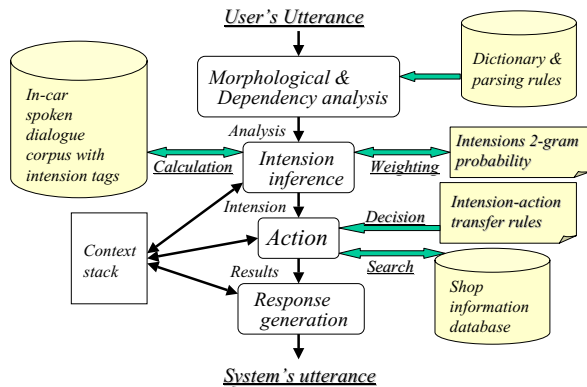 User's Utterance
Morphological &
Dependency analysis
Dictionary &
parsing rules
In-car
spoken
dialogue
corpus with
intension tags
Analysis
Calculation
Intension
inference
Weighting
Intensions 2-gram
probability
Intension
Decision
Intension-action
transfer rules
Context
stack
Action
Search
Results
Response
generation
Shop
information
database
System's utterance